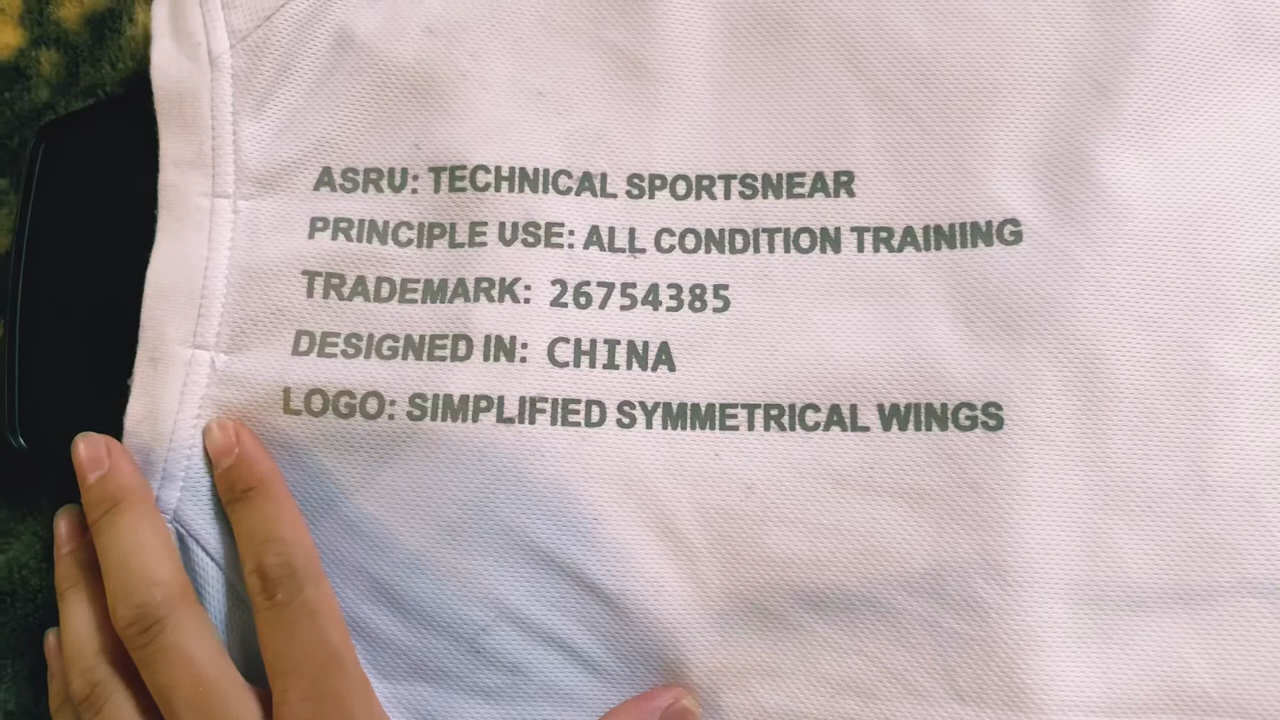 ASRU: TECHNICAL SPORTSNEAR
PRINCIPLE USE: ALL CONDITION TRAINING
TRADEMARK: 26754385
DESIGNED IN: CHINA
LOGO: SIMPLIFIED SYMMETRICAL WINGS